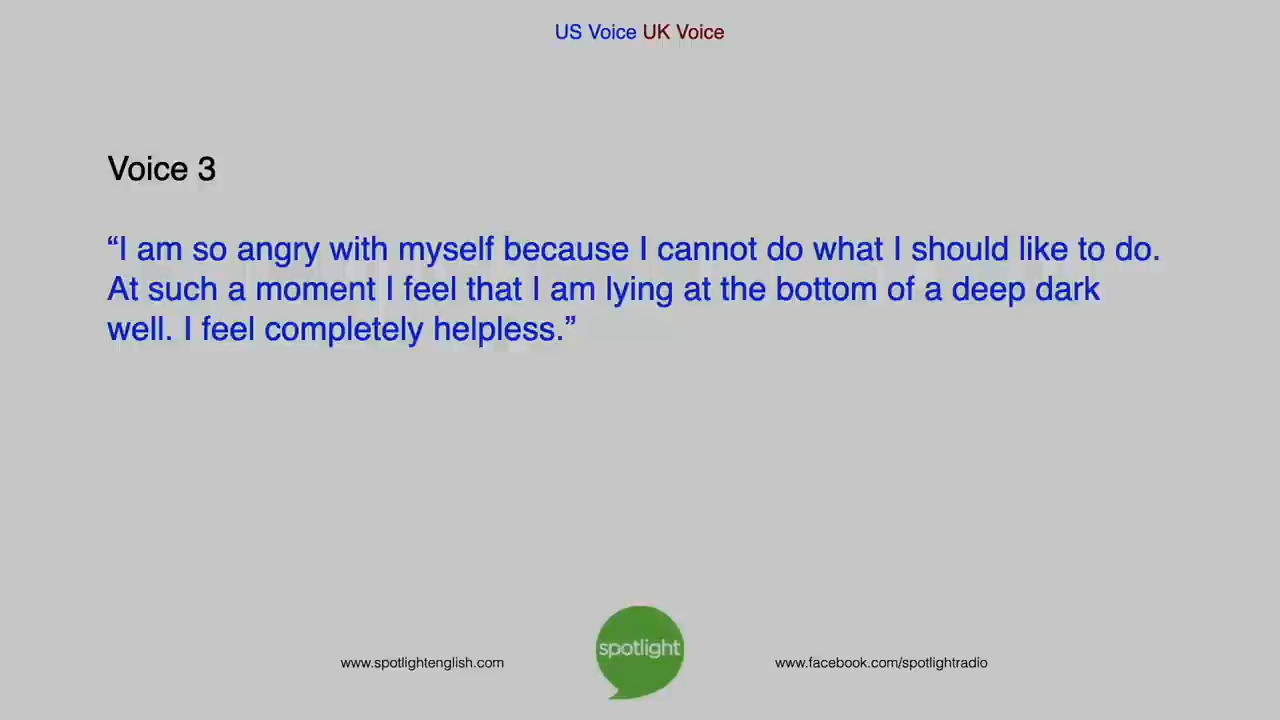 US Voice UK Voice
Voice 3
“I am so angry with myself because I cannot do what I should like to do.
At such a moment I feel that I am lying at the bottom of a deep dark
well. I feel completely helpless.”
spotlight
www.spotlightenglish.com
www.facebook.com/spotlightradio